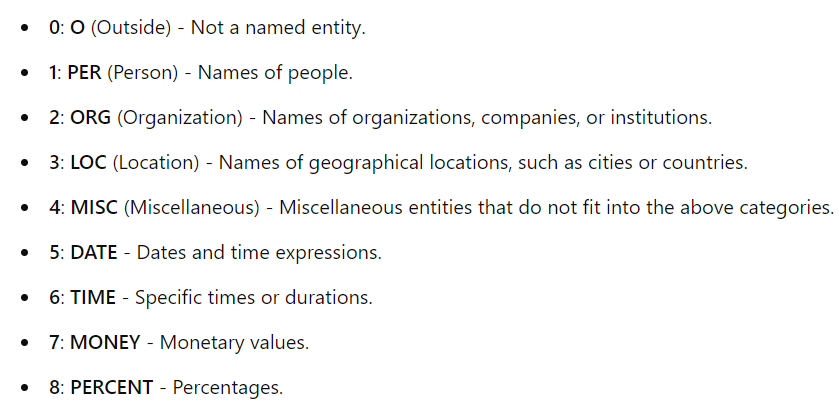 • 0: O (Outside) - Not a named entity.
• 1: PER (Person) - Names of people.
• 2: ORG (Organization) - Names of organizations, companies, or institutions.
• 3: LOC (Location) - Names of geographical locations, such as cities or countries.
• 4: MISC (Miscellaneous) - Miscellaneous entities that do not fit into the above categories.
• 5: DATE - Dates and time expressions.
• 6: TIME - Specific times or durations.
• 7: MONEY - Monetary values.
• 8: PERCENT - Percentages.